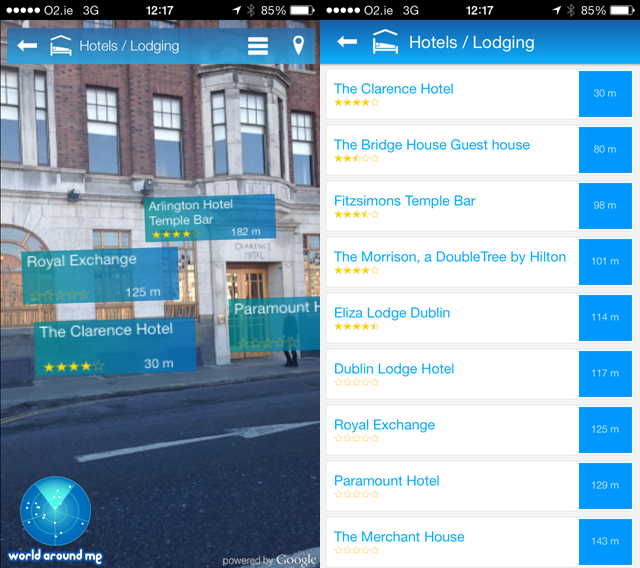 O2.ie 3G 12:17 85%
Hotels / Lodging
Arlington Hotel
Temple Bar
182 m
CLARENCE
HOTEL
Royal Exchange
125 m
Paramount H
The Clarence Hotel
30 m
world around me
powered by Google
O2.ie 3G 12:17 85%
Hotels / Lodging
The Clarence Hotel
30 m
The Bridge House Guest house
80 m
Fitzsimons Temple Bar
98 m
The Morrison, a DoubleTree by Hilton
101 m
Eliza Lodge Dublin
114 m
Dublin Lodge Hotel
117 m
Royal Exchange
125 m
Paramount Hotel
129 m
The Merchant House
143 m